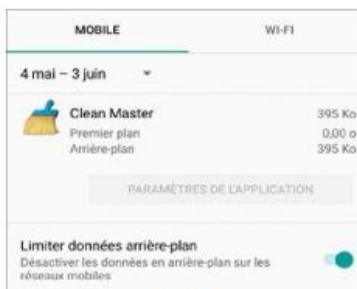 MOBILE WI-FI
4 mai – 3 juin
Clean Master 395 Ko
Premier plan 0,00 o
Arrière-plan 395 Ko
PARAMÈTRES DE L'APPLICATION
Limiter données arrière-plan
Désactiver les données en arrière-plan sur les
réseaux mobiles